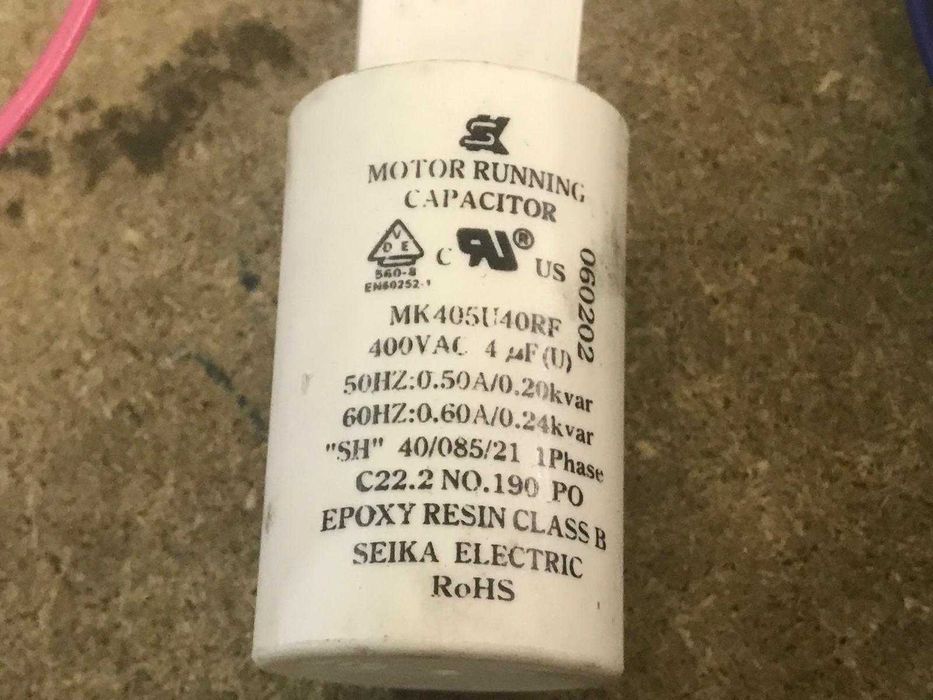 SK
MOTOR RUNNING
CAPACITOR
VDE
560-8
EN60252-1
C RU® US
060202
MK405U40RF
400VAC 4 µF (U)
50HZ:0.50A/0.20kvar
60HZ:0.60A/0.24kvar
"SH" 40/085/21 1Phase
C22.2 NO.190 PO
EPOXY RESIN CLASS B
SEIKA ELECTRIC
RoHS